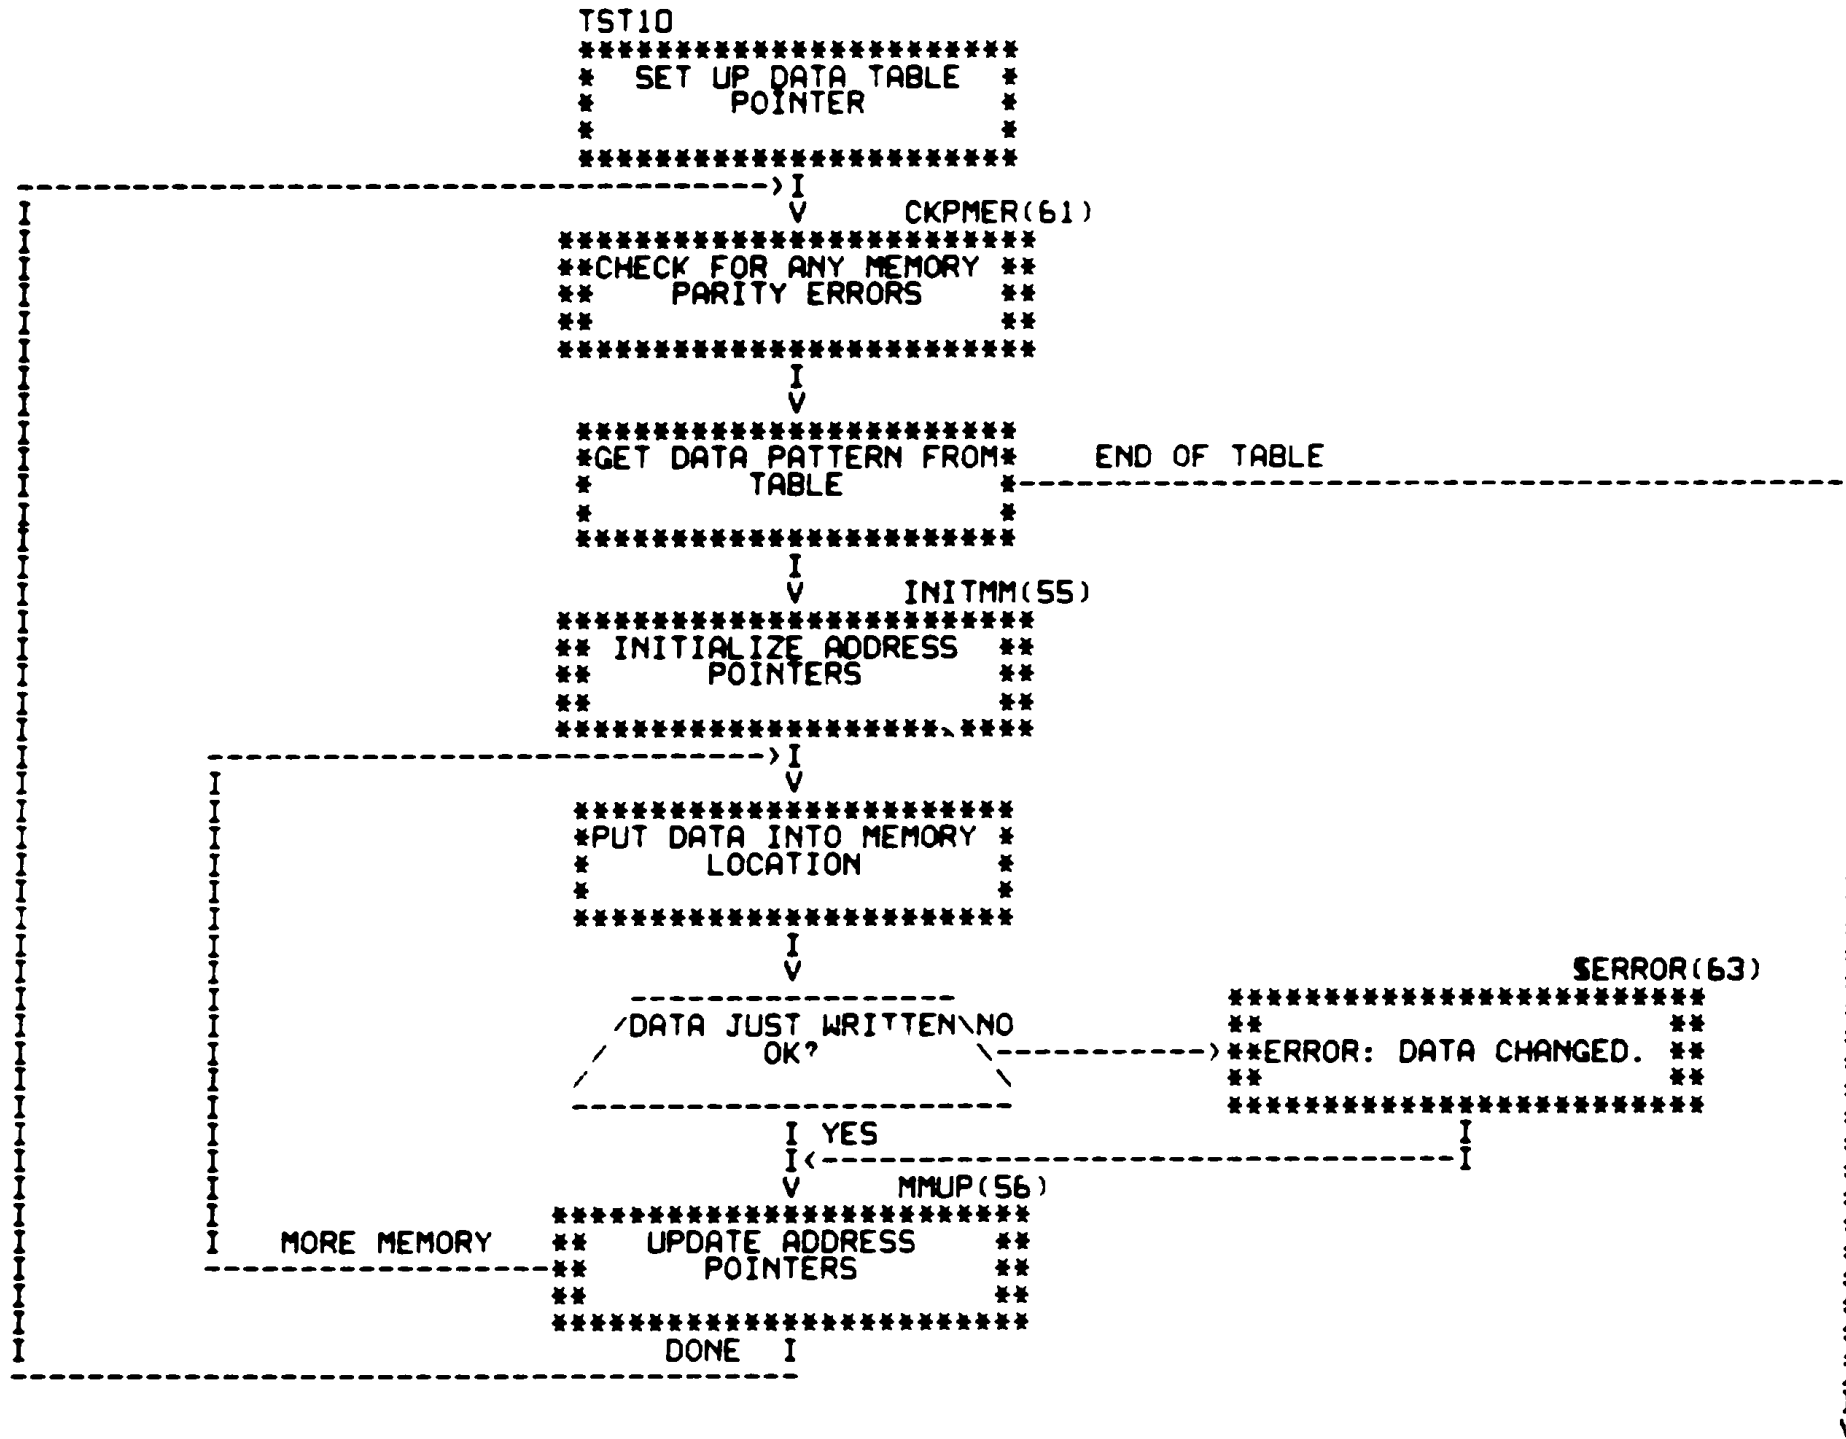 TST10
SET UP DATA TABLE
POINTER
CKPMER(61)
CHECK FOR ANY MEMORY
PARITY ERRORS
GET DATA PATTERN FROM
TABLE
END OF TABLE
INITMM(55)
INITIALIZE ADDRESS
POINTERS
PUT DATA INTO MEMORY
LOCATION
DATA JUST WRITTEN
OK?
NO
$ERROR(63)
ERROR: DATA CHANGED.
YES
MMUP(56)
UPDATE ADDRESS
POINTERS
MORE MEMORY
DONE